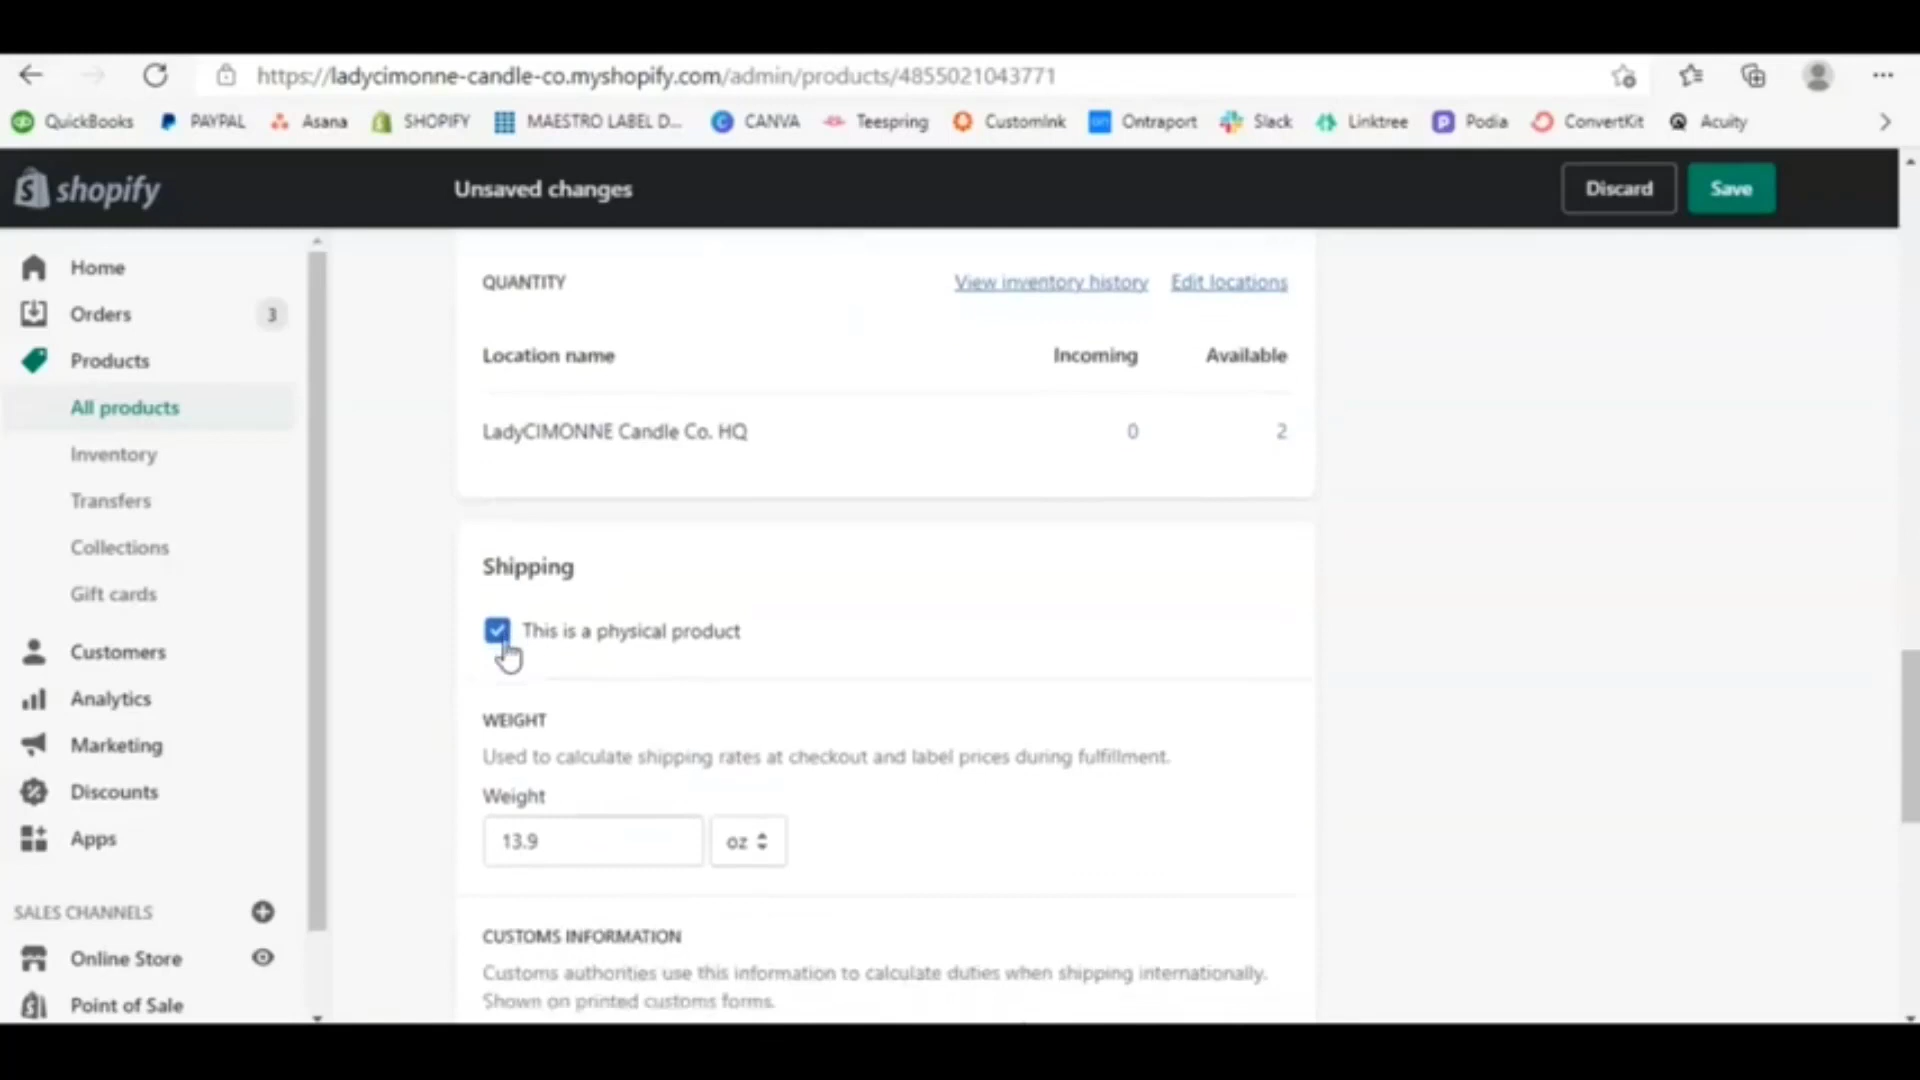 https://ladycimonne-candle-co.myshopify.com/admin/products/4855021043771
QuickBooks PAYPAL Asana SHOPIFY MAESTRO LABEL D... CANVA Teespring CustomInk Ontraport Slack Linktree Podia ConvertKit Acuity
shopify
Unsaved changes
Discard
Save
Home
Orders 3
Products
All products
Inventory
Transfers
Collections
Gift cards
Customers
Analytics
Marketing
Discounts
Apps
SALES CHANNELS
Online Store
Point of Sale
QUANTITY View inventory history Edit locations
Location name Incoming Available
LadyCIMONNE Candle Co. HQ 0 2
Shipping
This is a physical product
WEIGHT
Used to calculate shipping rates at checkout and label prices during fulfillment.
Weight
13.9 oz
CUSTOMS INFORMATION
Customs authorities use this information to calculate duties when shipping internationally.
Shown on printed customs forms.